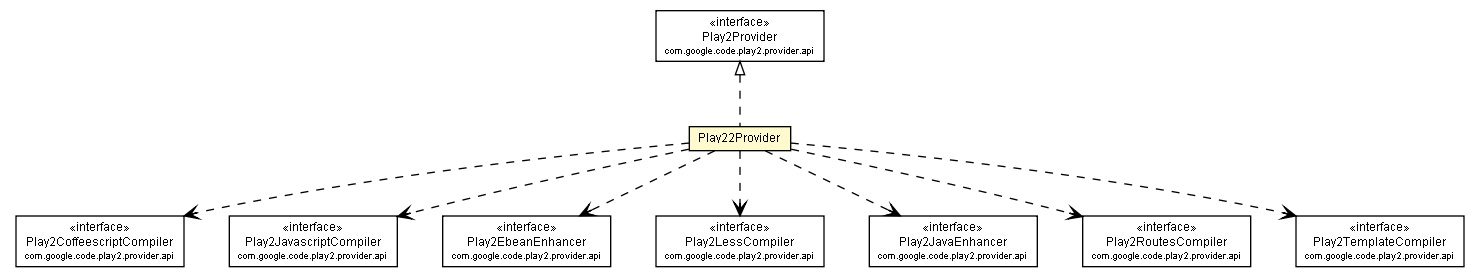 «interface»
Play2Provider
com.google.code.play2.provider.api
Play22Provider
«interface»
Play2CoffeescriptCompiler
com.google.code.play2.provider.api
«interface»
Play2JavascriptCompiler
com.google.code.play2.provider.api
«interface»
Play2EbeanEnhancer
com.google.code.play2.provider.api
«interface»
Play2LessCompiler
com.google.code.play2.provider.api
«interface»
Play2JavaEnhancer
com.google.code.play2.provider.api
«interface»
Play2RoutesCompiler
com.google.code.play2.provider.api
«interface»
Play2TemplateCompiler
com.google.code.play2.provider.api